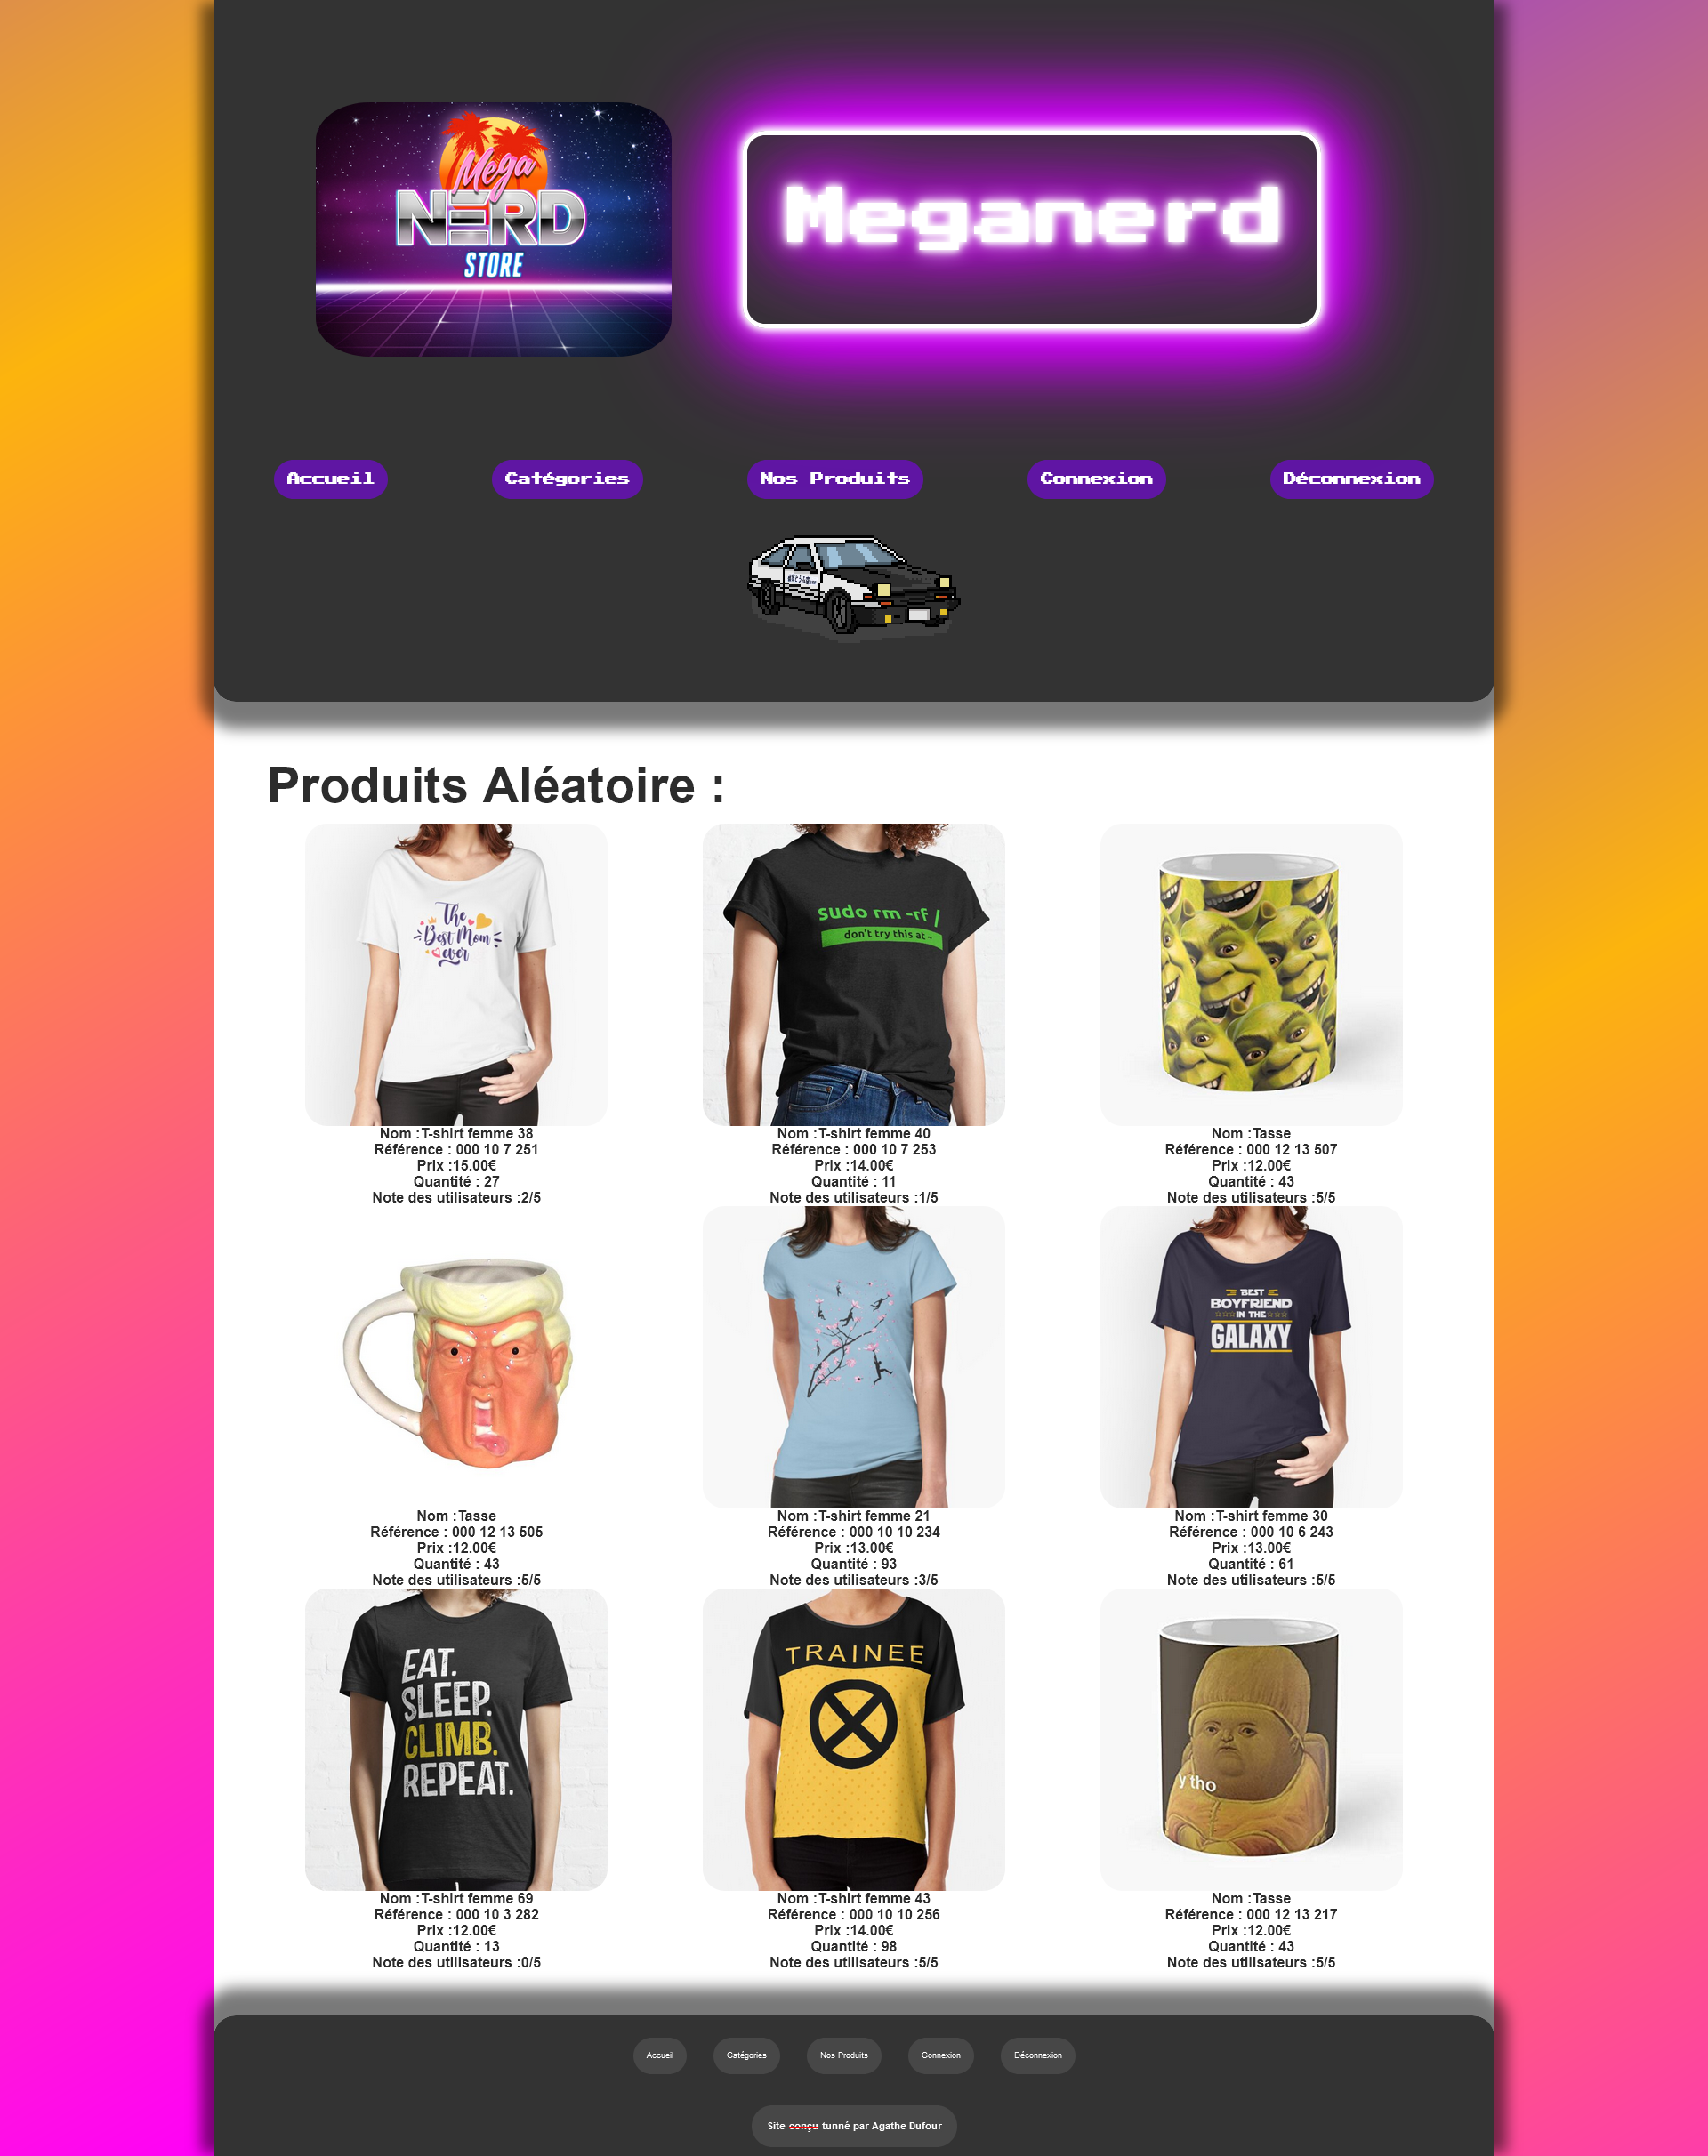 Mega
NERD
STORE
Meganerd
Accueil
Catégories
Nos Produits
Connexion
Déconnexion
Produits Aléatoire :
The
Best Mom
ever
sudo rm -rf /
don't try this at ~
Nom :T-shirt femme 38
Référence : 000 10 7 251
Prix :15.00€
Quantité : 27
Note des utilisateurs :2/5
Nom :T-shirt femme 40
Référence : 000 10 7 253
Prix :14.00€
Quantité : 11
Note des utilisateurs :1/5
Nom :Tasse
Référence : 000 12 13 507
Prix :12.00€
Quantité : 43
Note des utilisateurs :5/5
BEST
BOYFRIEND
IN THE
GALAXY
Nom :Tasse
Référence : 000 12 13 505
Prix :12.00€
Quantité : 43
Note des utilisateurs :5/5
Nom :T-shirt femme 21
Référence : 000 10 10 234
Prix :13.00€
Quantité : 93
Note des utilisateurs :3/5
Nom :T-shirt femme 30
Référence : 000 10 6 243
Prix :13.00€
Quantité : 61
Note des utilisateurs :5/5
EAT.
SLEEP.
CLIMB.
REPEAT.
TRAINEE
y tho
Nom :T-shirt femme 69
Référence : 000 10 3 282
Prix :12.00€
Quantité : 13
Note des utilisateurs :0/5
Nom :T-shirt femme 43
Référence : 000 10 10 256
Prix :14.00€
Quantité : 98
Note des utilisateurs :5/5
Nom :Tasse
Référence : 000 12 13 217
Prix :12.00€
Quantité : 43
Note des utilisateurs :5/5
Accueil
Catégories
Nos Produits
Connexion
Déconnexion
Site conçu tunné par Agathe Dufour